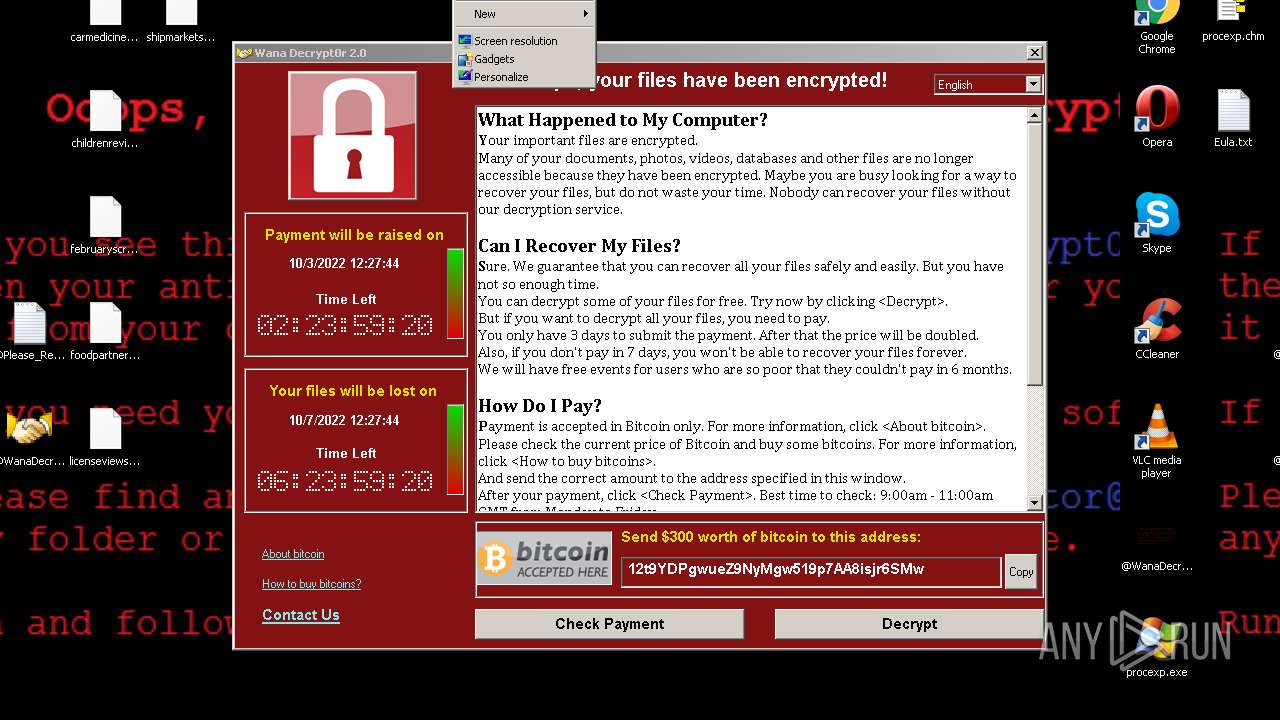 New
Screen resolution
Gadgets
Personalize
carmedicine...
shipmarkets...
Google
Chrome
procexp.chm
Wana Decrypt0r 2.0
your files have been encrypted!
English
What Happened to My Computer?
Your important files are encrypted.
Many of your documents, photos, videos, databases and other files are no longer
accessible because they have been encrypted. Maybe you are busy looking for a way to
recover your files, but do not waste your time. Nobody can recover your files without
our decryption service.
Can I Recover My Files?
Sure. We guarantee that you can recover all your files safely and easily. But you have
not so enough time.
You can decrypt some of your files for free. Try now by clicking <Decrypt>.
But if you want to decrypt all your files, you need to pay.
You only have 3 days to submit the payment. After that the price will be doubled.
Also, if you don't pay in 7 days, you won't be able to recover your files forever.
We will have free events for users who are so poor that they couldn't pay in 6 months.
How Do I Pay?
Payment is accepted in Bitcoin only. For more information, click <About bitcoin>.
Please check the current price of Bitcoin and buy some bitcoins. For more information,
click <How to buy bitcoins>.
And send the correct amount to the address specified in this window.
After your payment, click <Check Payment>. Best time to check: 9:00am - 11:00am
GMT from Monday to Friday.
Payment will be raised on
10/3/2022 12:27:44
Time Left
02:23:59:20
Your files will be lost on
10/7/2022 12:27:44
Time Left
06:23:59:20
About bitcoin
How to buy bitcoins?
Contact Us
bitcoin
ACCEPTED HERE
Send $300 worth of bitcoin to this address:
12t9YDPgwueZ9NyMgw519p7AA8isjr6SMw
Copy
Check Payment
Decrypt
Ooops,
childrenrevi...
Opera
Eula.txt
you see thi
februaryscr...
Skype
If
en your anti
the
from your
it
@Please_Re...
foodpartner...
CCleaner
you need yo
sof
If
@WanaDecr...
licenseviews...
VLC media
player
ease find an
tor@
Ple
y folder or
e.
any
@WanaDecr...
n and follow
Run
ANY RUN
procexp.exe